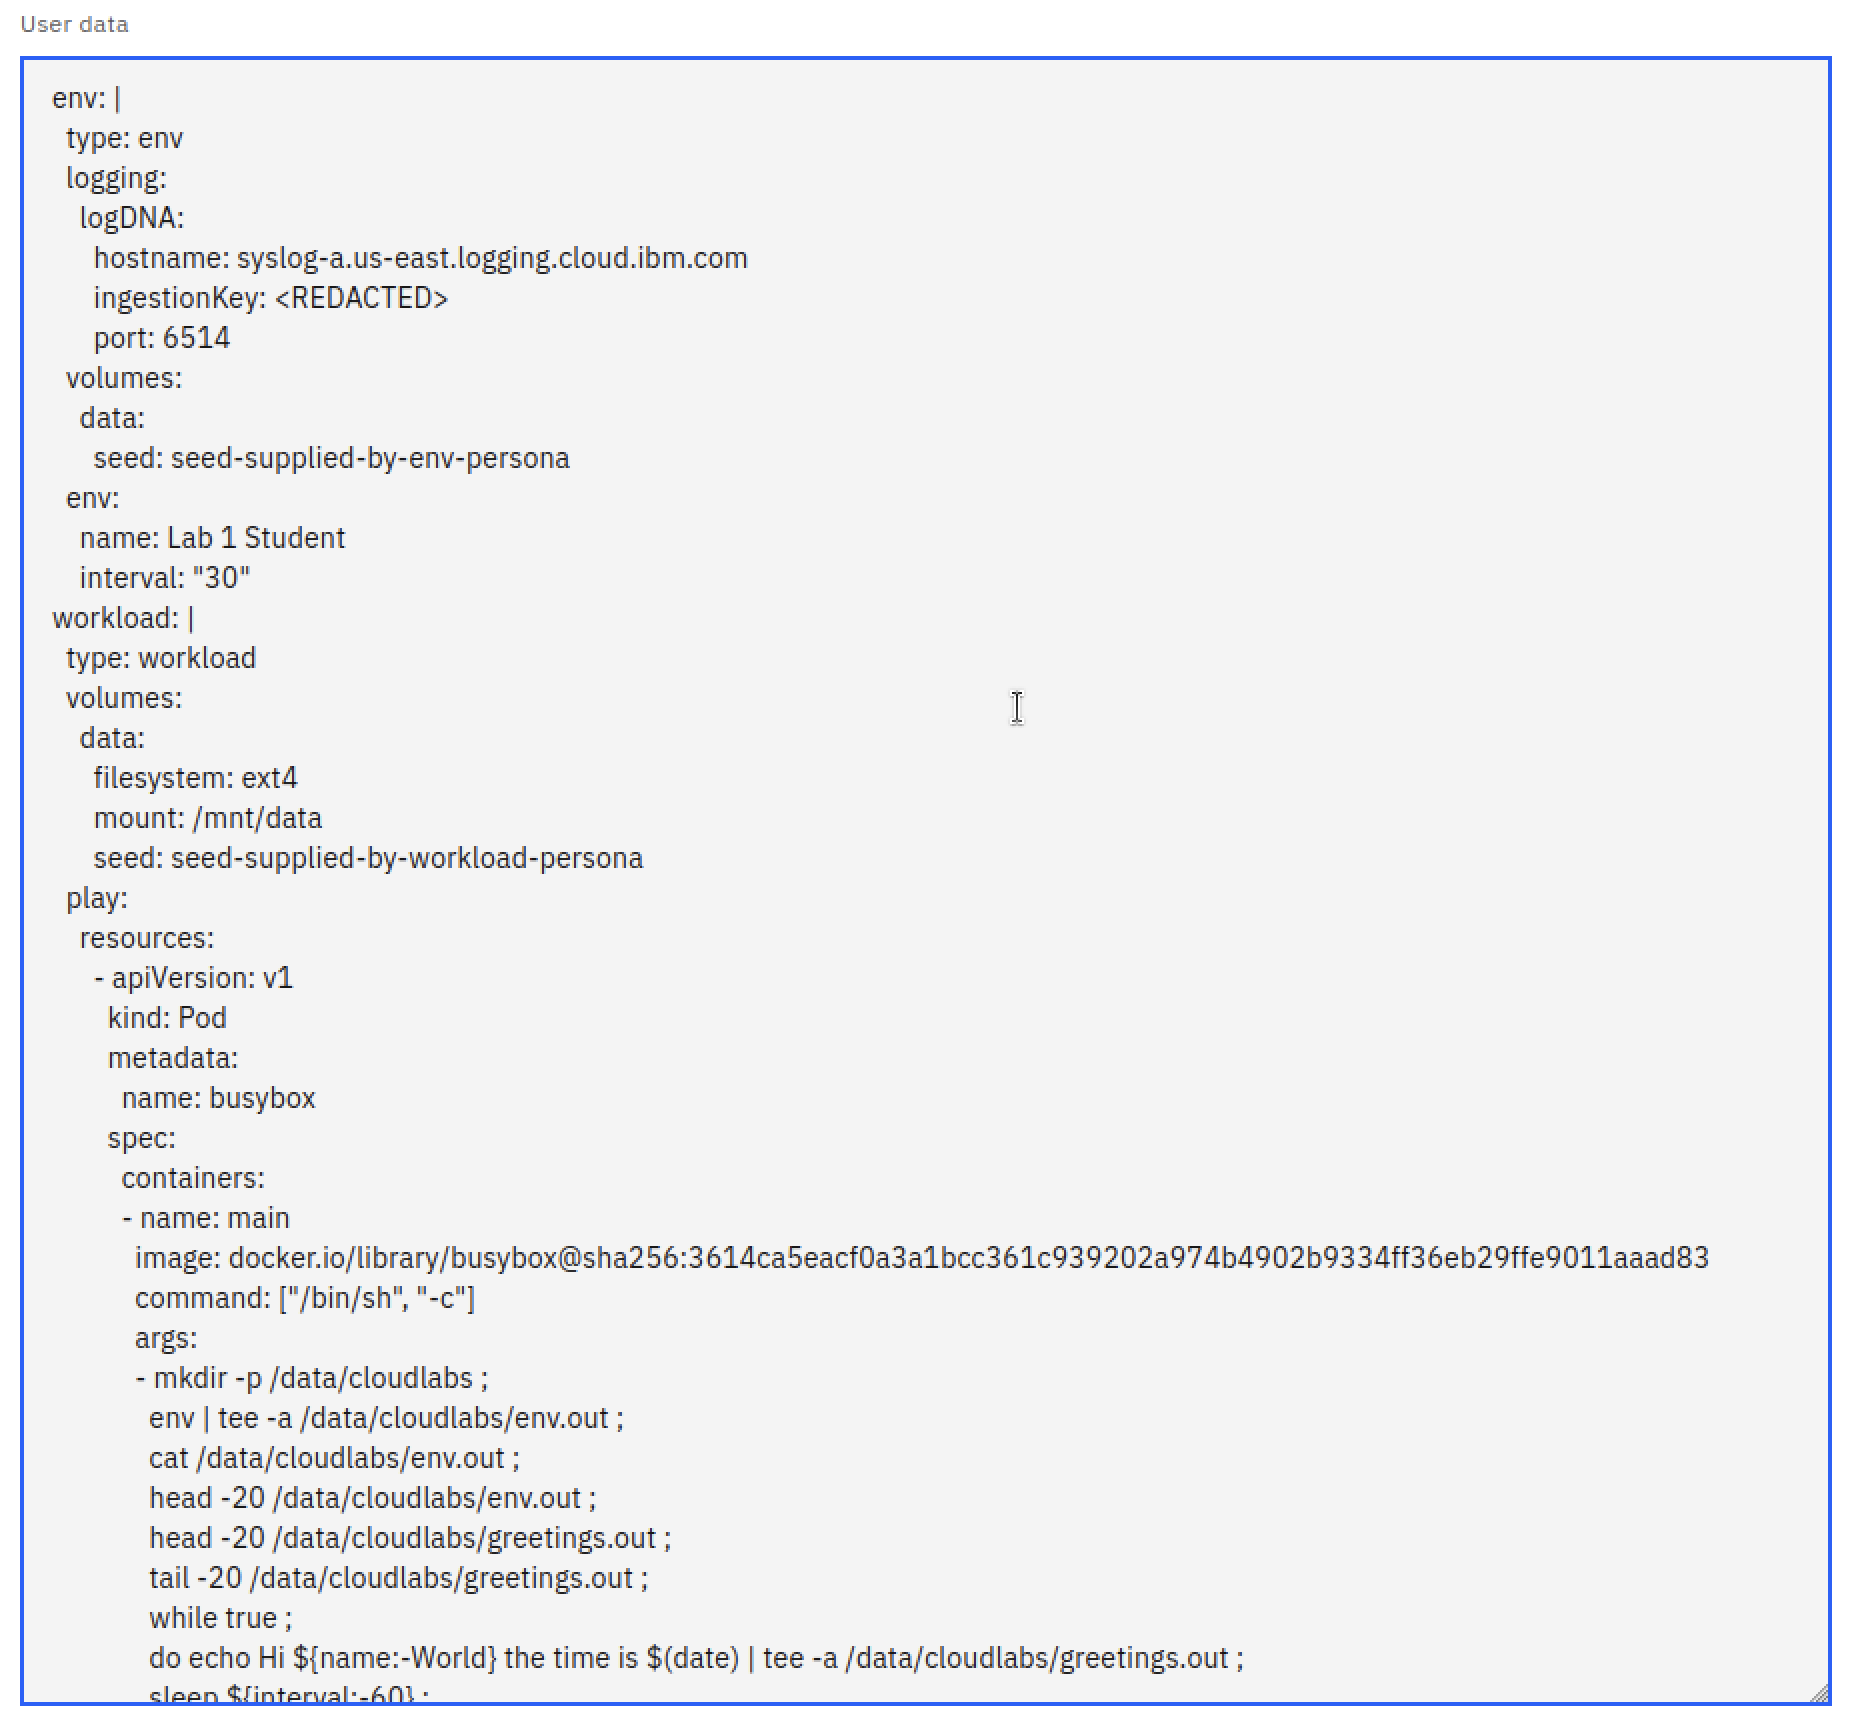 User data
env: |
type: env
logging:
logDNA:
hostname: syslog-a.us-east.logging.cloud.ibm.com
ingestionKey: <REDACTED>
port: 6514
volumes:
data:
seed: seed-supplied-by-env-persona
env:
name: Lab 1 Student
interval: "30"
workload: |
type: workload
volumes:
data:
filesystem: ext4
mount: /mnt/data
seed: seed-supplied-by-workload-persona
play:
resources:
- apiVersion: v1
kind: Pod
metadata:
name: busybox
spec:
containers:
- name: main
image: docker.io/library/busybox@sha256:3614ca5eacf0a3a1bcc361c939202a974b4902b9334ff36eb29ffe9011aaad83
command: ["/bin/sh", "-c"]
args:
- mkdir -p /data/cloudlabs ;
env | tee -a /data/cloudlabs/env.out ;
cat /data/cloudlabs/env.out ;
head -20 /data/cloudlabs/env.out ;
head -20 /data/cloudlabs/greetings.out ;
tail -20 /data/cloudlabs/greetings.out ;
while true ;
do echo Hi ${name:-World} the time is $(date) | tee -a /data/cloudlabs/greetings.out ;
sleep ${interval:-60} ;